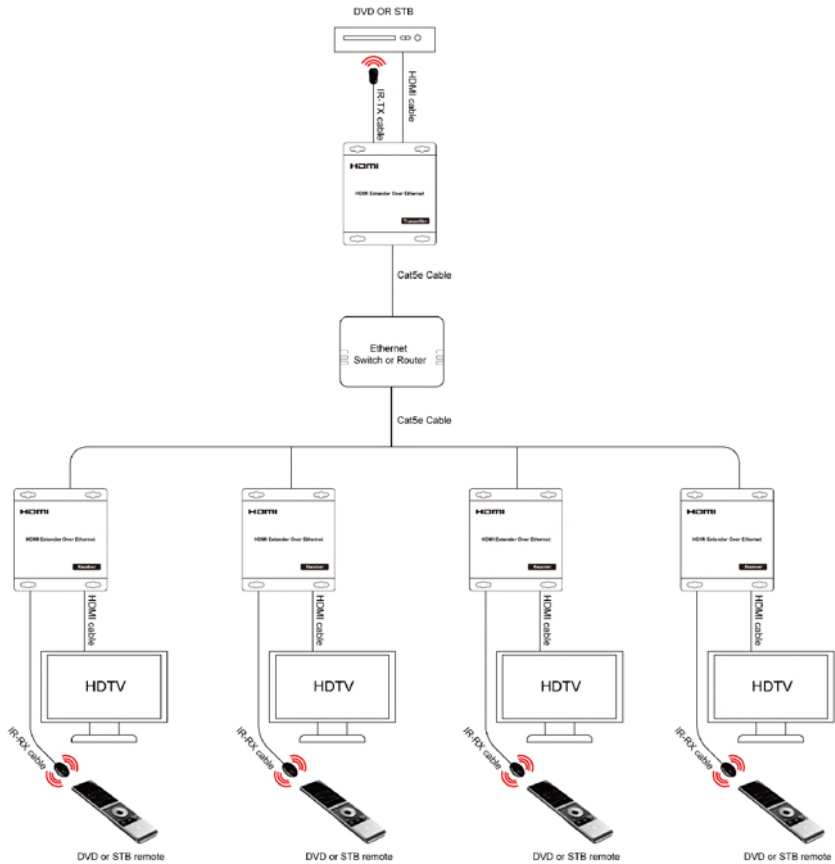 DVD OR STB
IR-TX cable
HDMI cable
HDMI
HDMI Extender Over Ethernet
Transmitter
Cat5e Cable
Ethernet
Switch or Router
Cat5e Cable
HDMI
HDMI Extender Over Ethernet
Receiver
HDMI
HDMI Extender Over Ethernet
Receiver
HDMI
HDMI Extender Over Ethernet
Receiver
HDMI
HDMI Extender Over Ethernet
Receiver
HDMI cable
HDMI cable
HDMI cable
HDMI cable
HDTV
HDTV
HDTV
HDTV
IR-RX cable
IR-RX cable
IR-RX cable
IR-RX cable
DVD or STB remote
DVD or STB remote
DVD or STB remote
DVD or STB remote